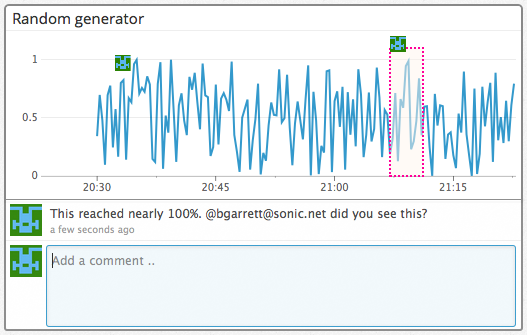 Random generator
1
0.5
0
20:30 20:45 21:00 21:15
This reached nearly 100%. @bgarrett@sonic.net did you see this?
a few seconds ago
Add a comment ..